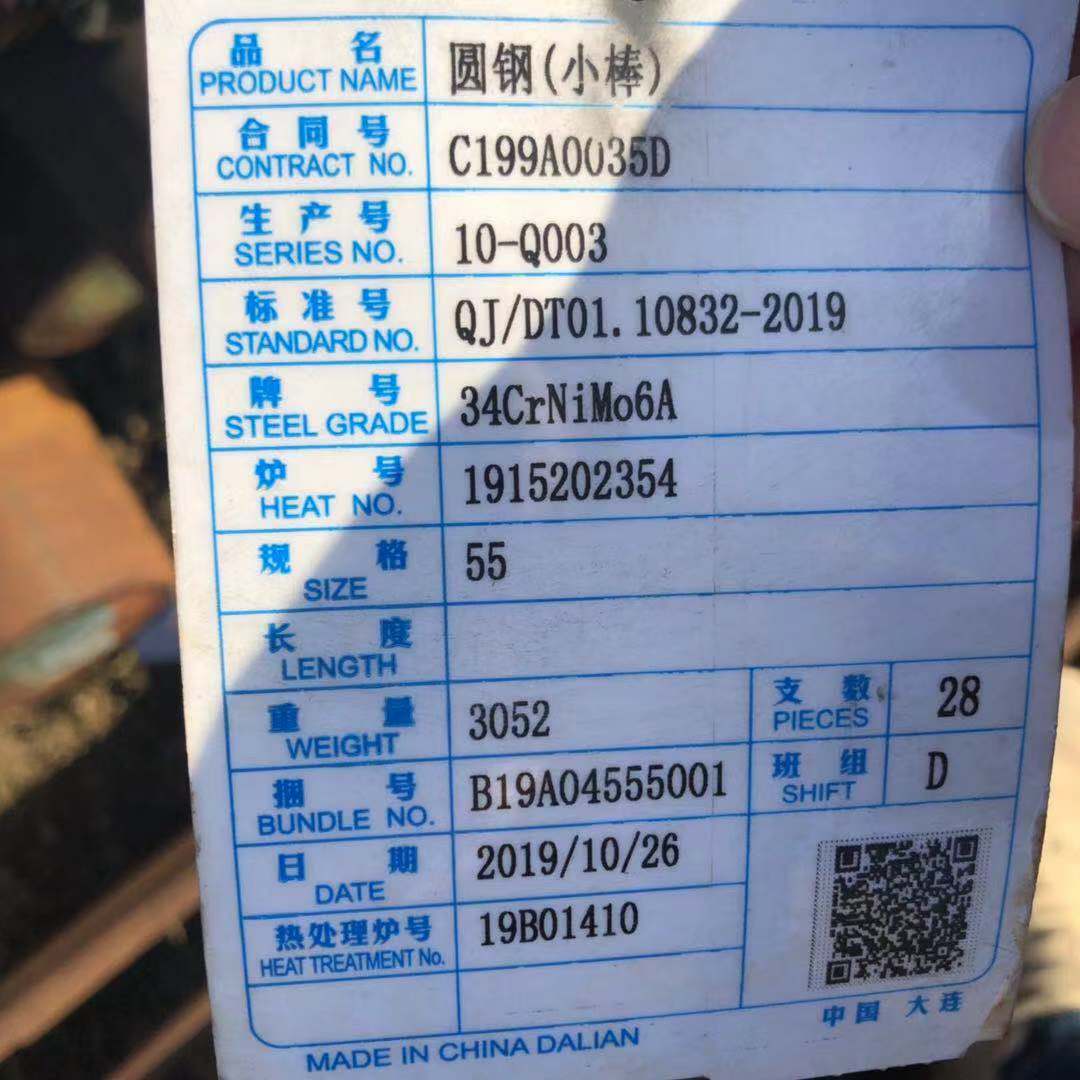 品名 圆钢(小棒)
PRODUCT NAME
合同号 C199A0035D
CONTRACT NO.
生产号 10-Q003
SERIES NO.
标准号 QJ/DT01.10832-2019
STANDARD NO.
牌号 34CrNiMo6A
STEEL GRADE
炉号 1915202354
HEAT NO.
规格 55
SIZE
长度
LENGTH
重量 3052 支数 28
WEIGHT PIECES
捆号 B19A04555001 班组 D
BUNDLE NO. SHIFT
日期 2019/10/26
DATE
热处理炉号 19B01410
HEAT TREATMENT No.
中国 大连
MADE IN CHINA DALIAN